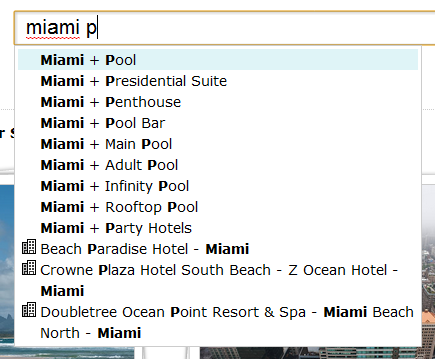 miami p
Miami + Pool
Miami + Presidential Suite
Miami + Penthouse
Miami + Pool Bar
Miami + Main Pool
Miami + Adult Pool
Miami + Infinity Pool
Miami + Rooftop Pool
Miami + Party Hotels
Beach Paradise Hotel - Miami
Crowne Plaza Hotel South Beach - Z Ocean Hotel -
Miami
Doubletree Ocean Point Resort & Spa - Miami Beach
North - Miami